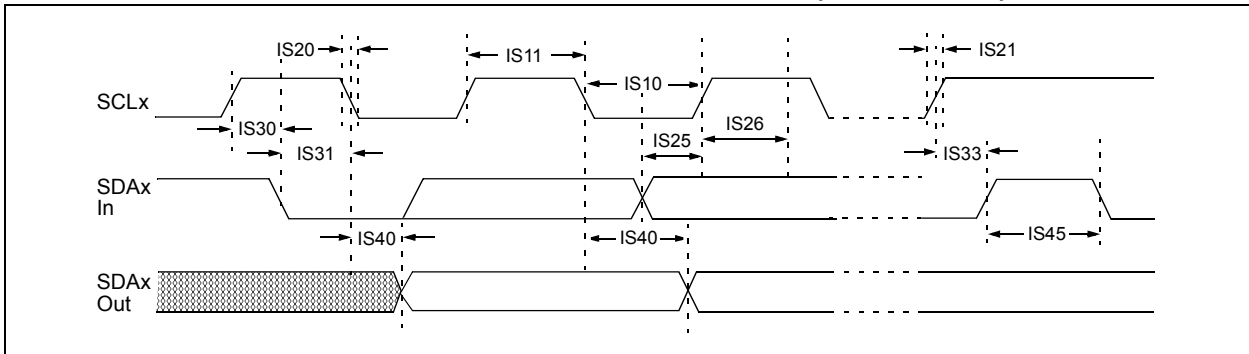 IS20
IS11
IS10
IS21
SCLx
IS30
IS31
IS25
IS26
IS33
SDAx
In
IS40
IS40
IS45
SDAx
Out